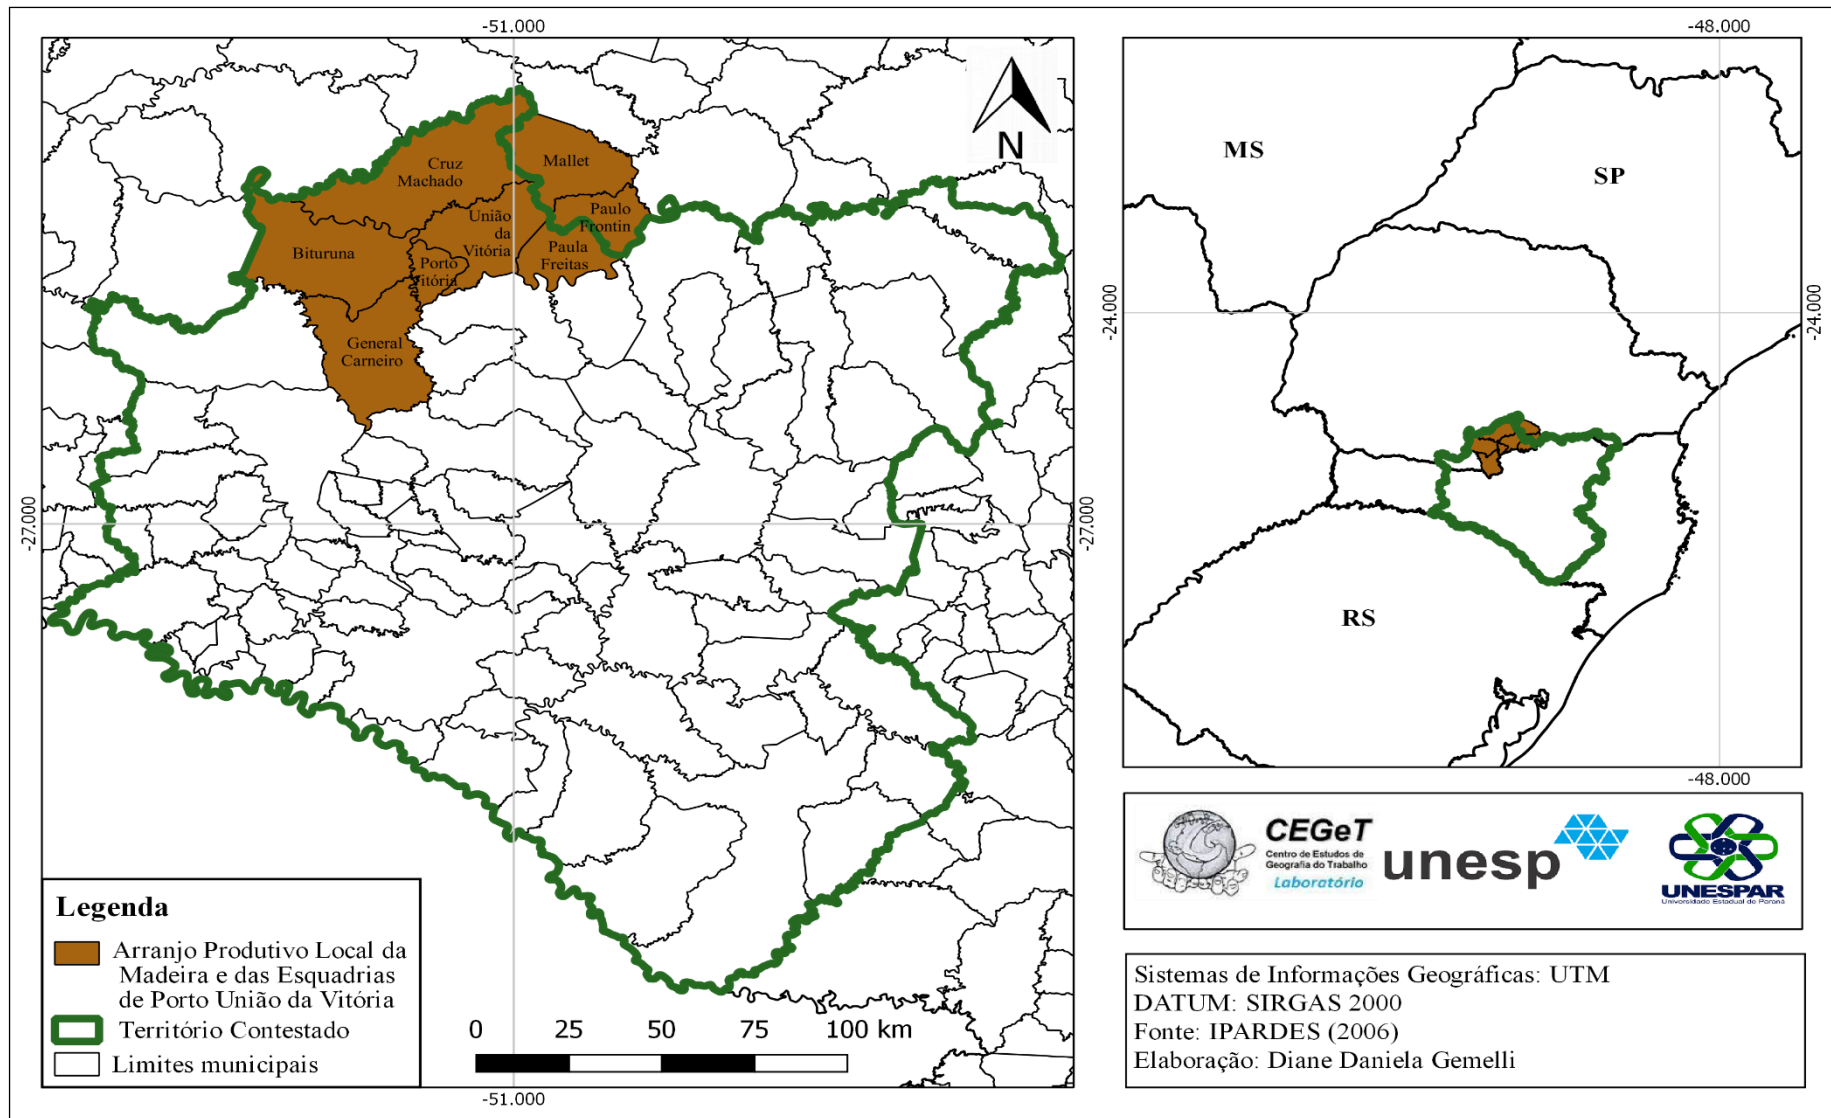 -51.000
-48.000
N
Cruz
Machado
Mallet
União
da
Vitória
Paulo
Frontin
Paula
Freitas
Bituruna
Porto
Vitória
General
Carneiro
-27.000
-27.000
-51.000
MS
SP
RS
-24.000
-24.000
-48.000
Legenda
Arranjo Produtivo Local da
Madeira e das Esquadrias
de Porto União da Vitória
Território Contestado
Limites municipais
0 25 50 75 100 km
CEGeT
Centro de Estudos de
Geografia do Trabalho
Laboratório
unesp
UNESPAR
Universidade Estadual do Paraná
Sistemas de Informações Geográficas: UTM
DATUM: SIRGAS 2000
Fonte: IPARDES (2006)
Elaboração: Diane Daniela Gemelli